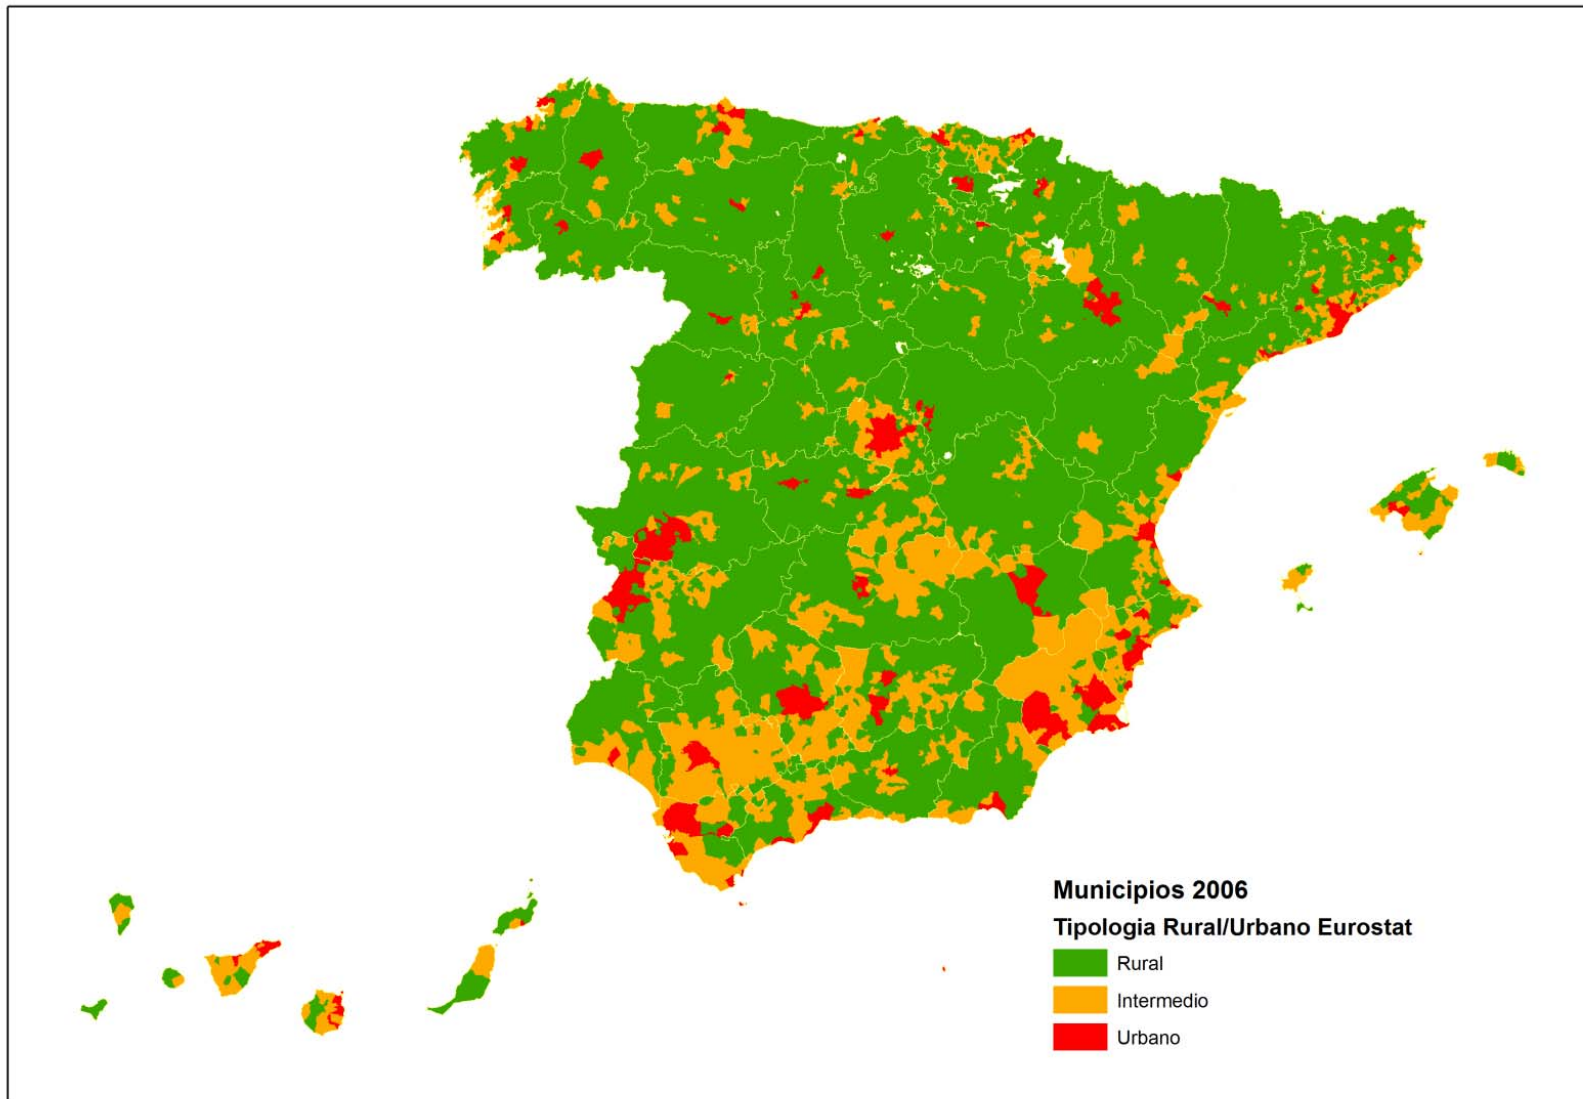 Municipios 2006
Tipologia Rural/Urbano Eurostat
Rural
Intermedio
Urbano